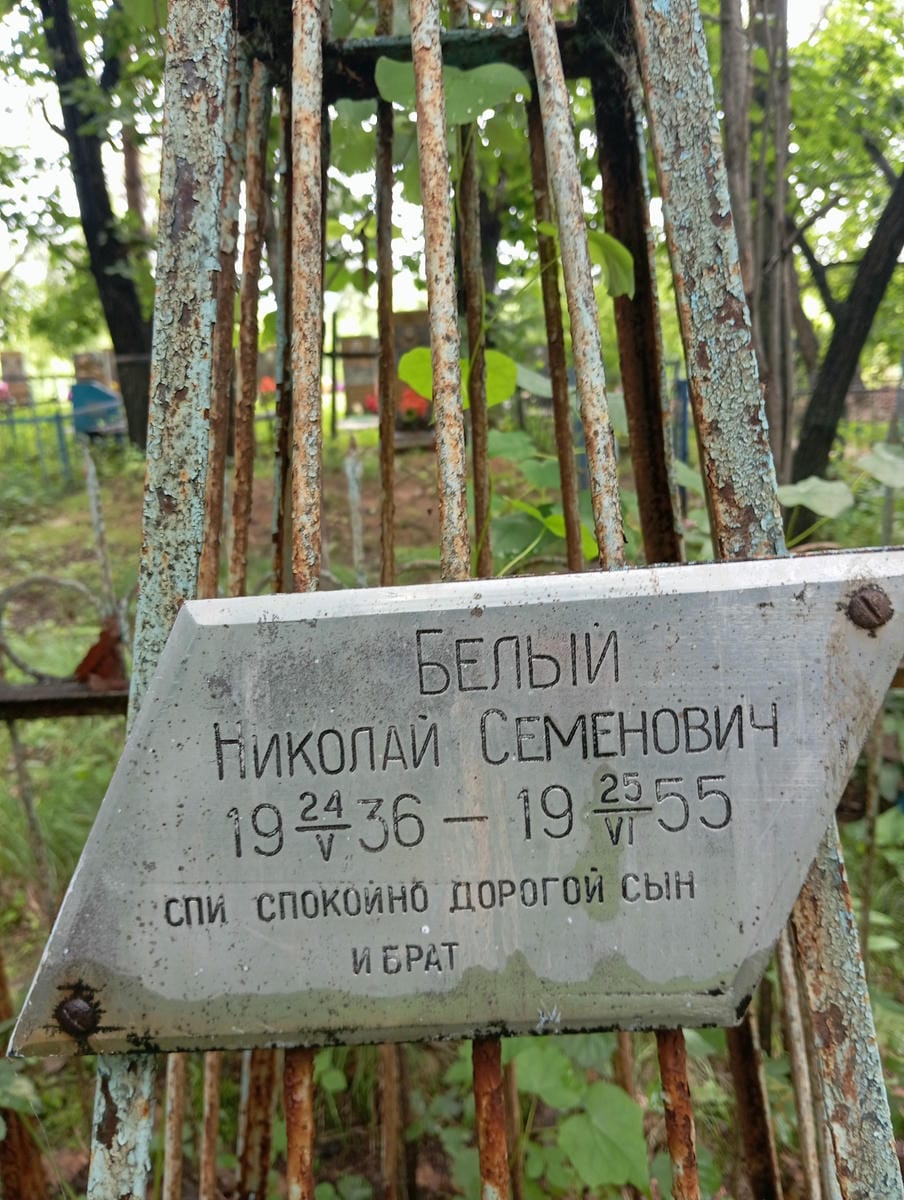 БЕЛЫЙ
НИКОЛАЙ СЕМЕНОВИЧ
19 24/V 36 — 19 25/VI 55
СПИ СПОКОЙНО ДОРОГОЙ СЫН
И БРАТ